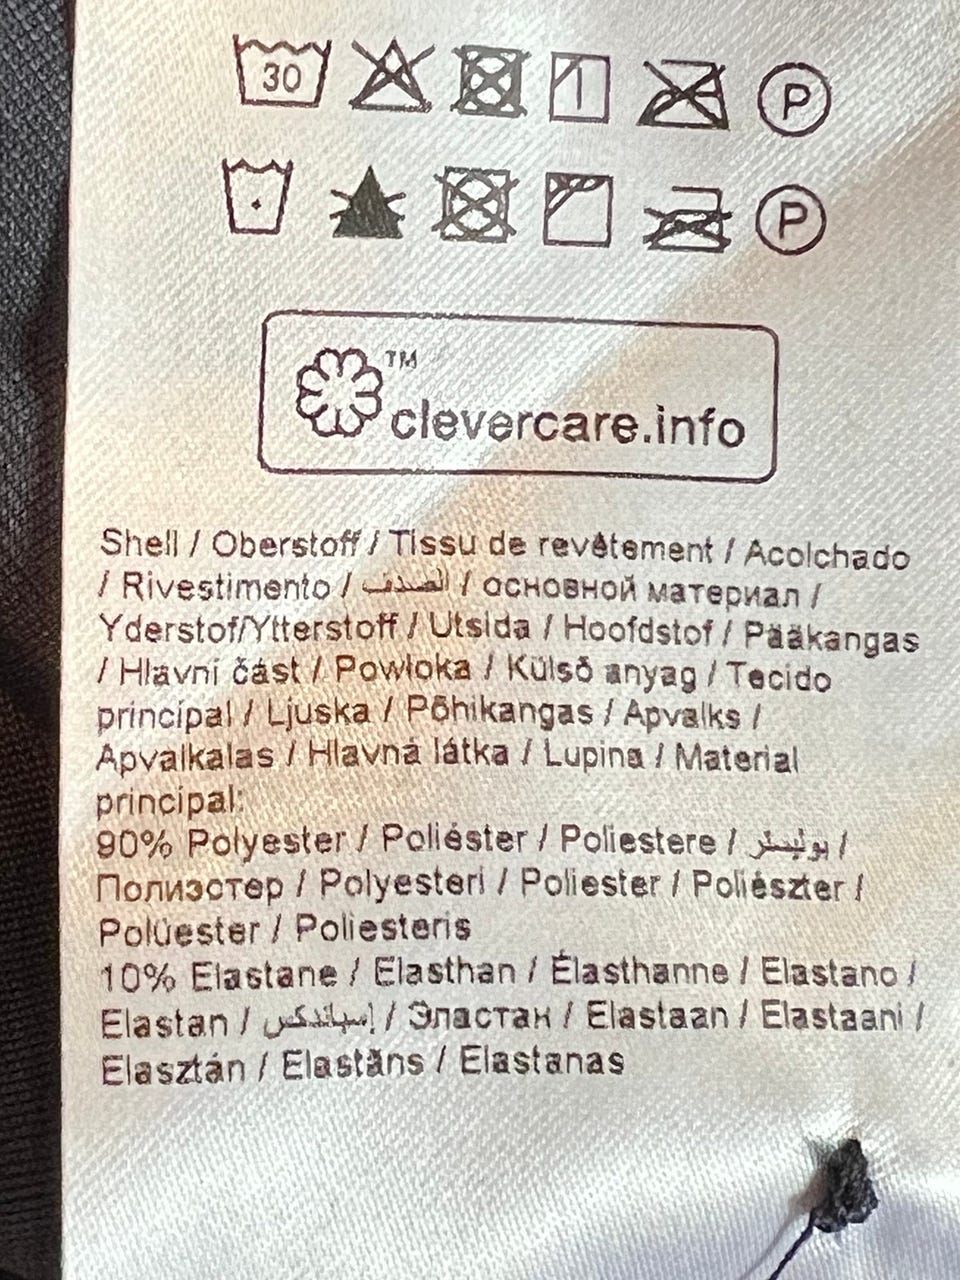 30
P
P
TM
clevercare.info
Shell / Oberstoff / Tissu de revêtement / Acolchado
/ Rivestimento / الصدف / основной материал /
Yderstof/Ytterstoff / Utsida / Hoofdstof / Pääkangas
/ Hlavní část / Powłoka / Külső anyag / Tecido
principal / Ljuska / Põhikangas / Apvalks /
Apvalkalas / Hlavná látka / Lupina / Material
principal:
90% Polyester / Poliéster / Poliestere / بوليستر /
Полиэстер / Polyesteri / Poliester / Poliészter /
Polüester / Poliesteris
10% Elastane / Elasthan / Élasthanne / Elastano /
Elastan / إسباندكس / Эластан / Elastaan / Elastaani /
Elasztán / Elastāns / Elastanas